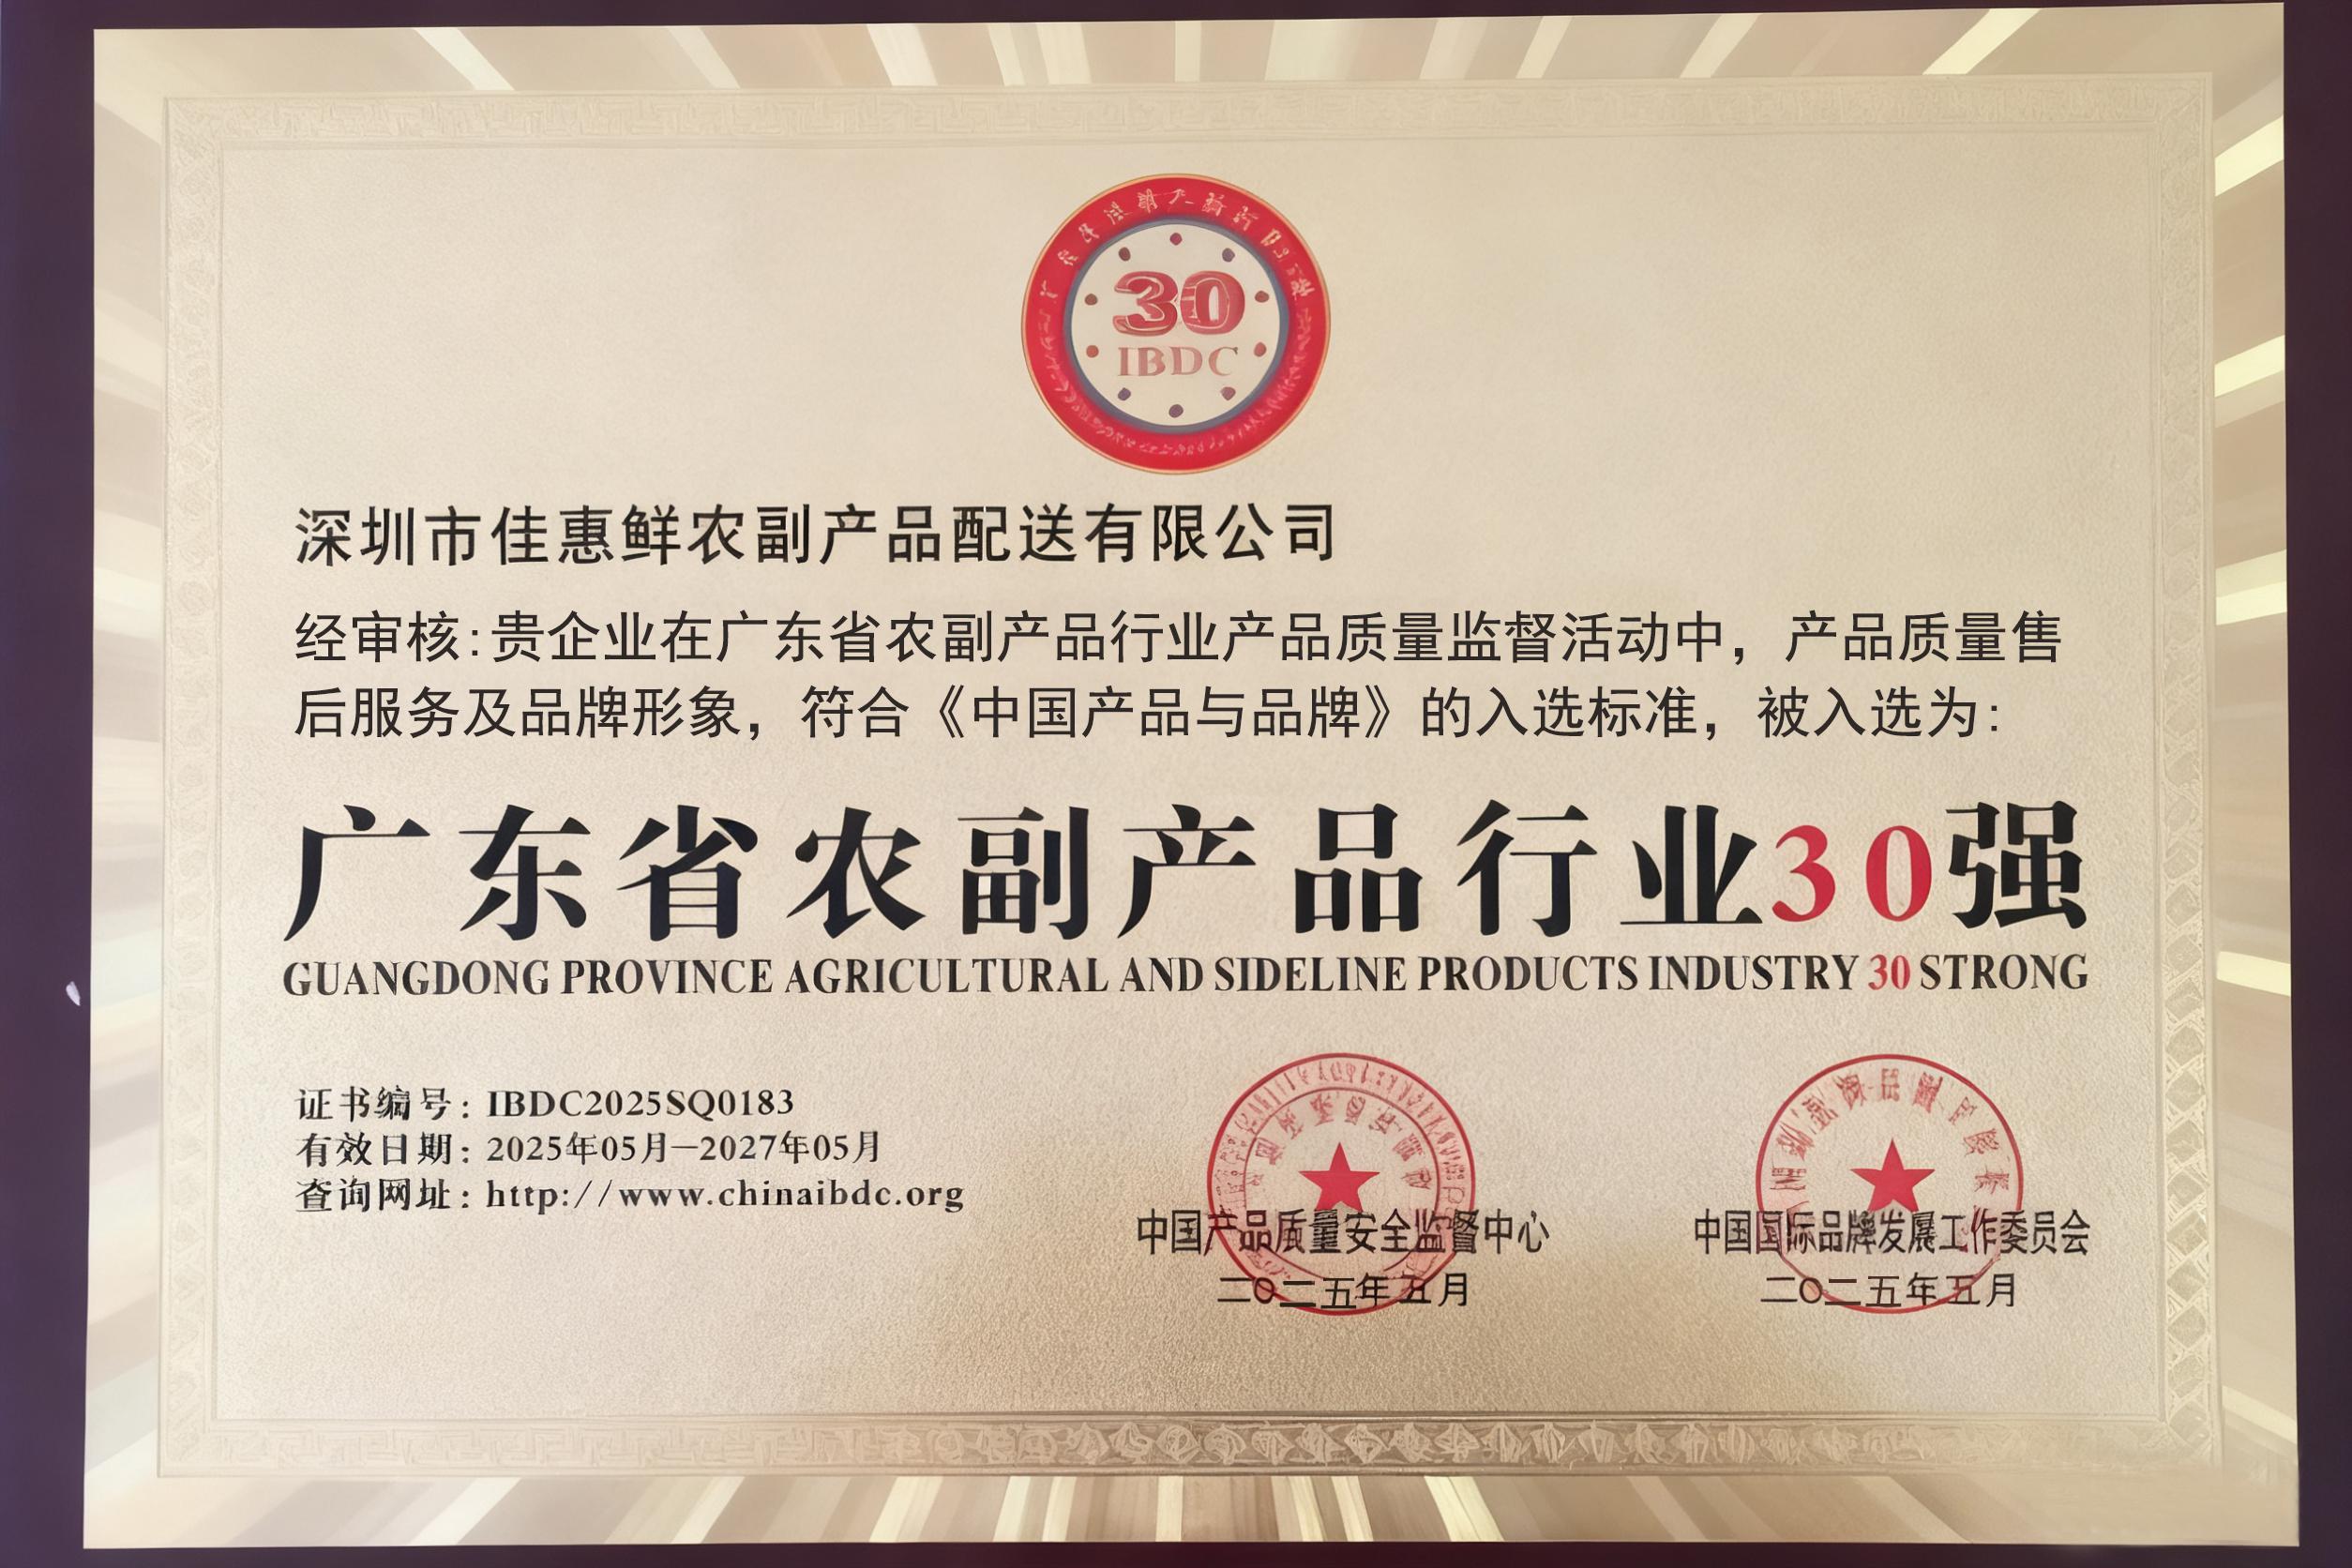 30
IBDC
深圳市佳惠鲜农副产品配送有限公司
经审核:贵企业在广东省农副产品行业产品质量监督活动中，产品质量售
后服务及品牌形象，符合《中国产品与品牌》的入选标准，被入选为:
广东省农副产品行业30强
GUANGDONG PROVINCE AGRICULTURAL AND SIDELINE PRODUCTS INDUSTRY 30 STRONG
证书编号: IBDC2025SQ0183
有效日期: 2025年05月—2027年05月
查询网址: http://www.chinaibdc.org
中国产品质量安全监督中心
二〇二五年五月
中国国际品牌发展工作委员会
二〇二五年五月